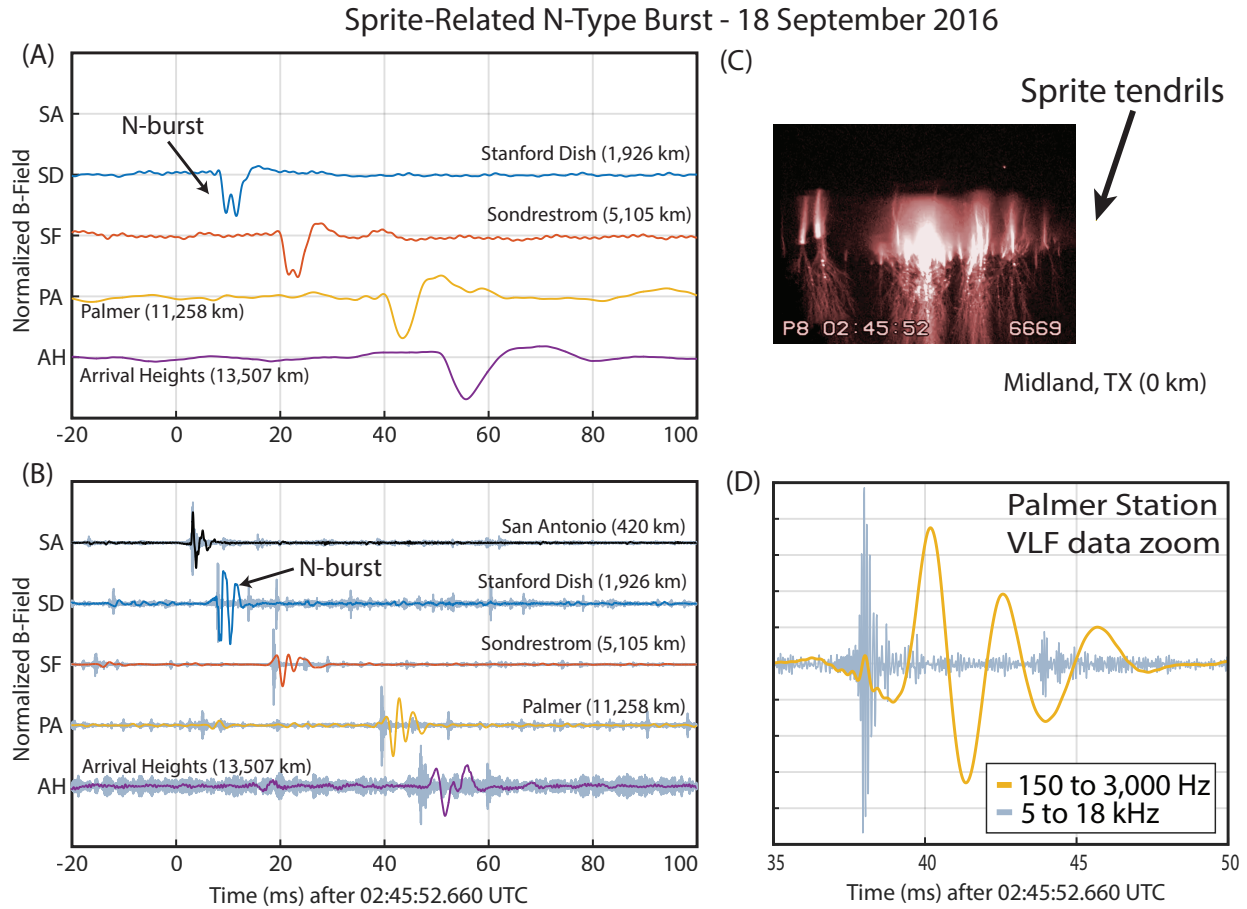 Sprite-Related N-Type Burst - 18 September 2016
(A)
Normalized B-Field
SA
SD
SF
PA
AH
N-burst
Stanford Dish (1,926 km)
Sondrestrom (5,105 km)
Palmer (11,258 km)
Arrival Heights (13,507 km)
-20 0 20 40 60 80 100
(B)
Normalized B-Field
SA
SD
SF
PA
AH
San Antonio (420 km)
N-burst
Stanford Dish (1,926 km)
Sondrestrom (5,105 km)
Palmer (11,258 km)
Arrival Heights (13,507 km)
-20 0 20 40 60 80 100
Time (ms) after 02:45:52.660 UTC
(C)
Sprite tendrils
P8 02:45:52 6669
Midland, TX (0 km)
(D)
Palmer Station
VLF data zoom
150 to 3,000 Hz
5 to 18 kHz
35 40 45 50
Time (ms) after 02:45:52.660 UTC